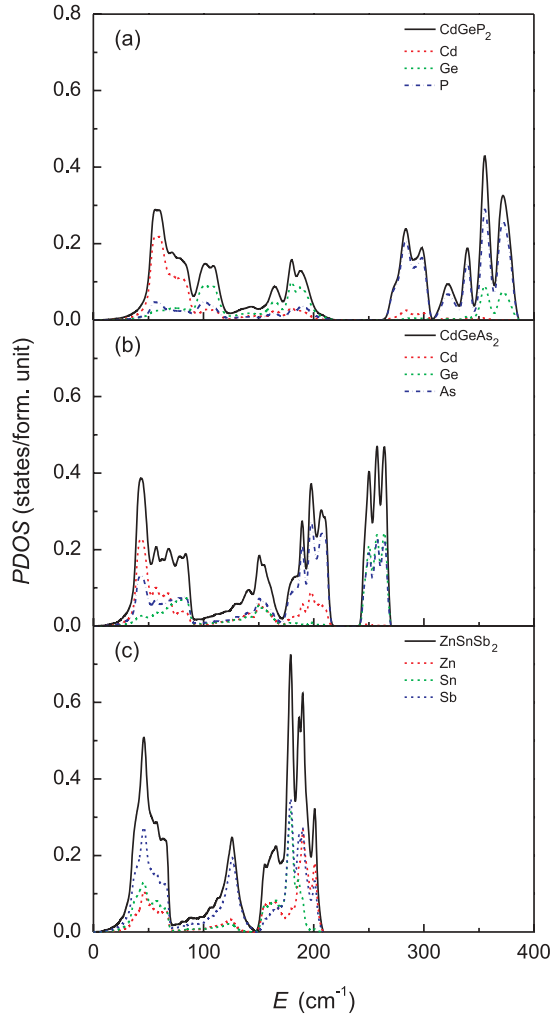 0.8
(a)
CdGeP₂
Cd
Ge
P
0.6
0.4
0.2
0.0
(b)
CdGeAs₂
Cd
Ge
As
0.6
0.4
0.2
0.0
(c)
ZnSnSb₂
Zn
Sn
Sb
0.6
0.4
0.2
0.0
0 100 200 300 400
PDOS (states/form. unit)
E (cm⁻¹)